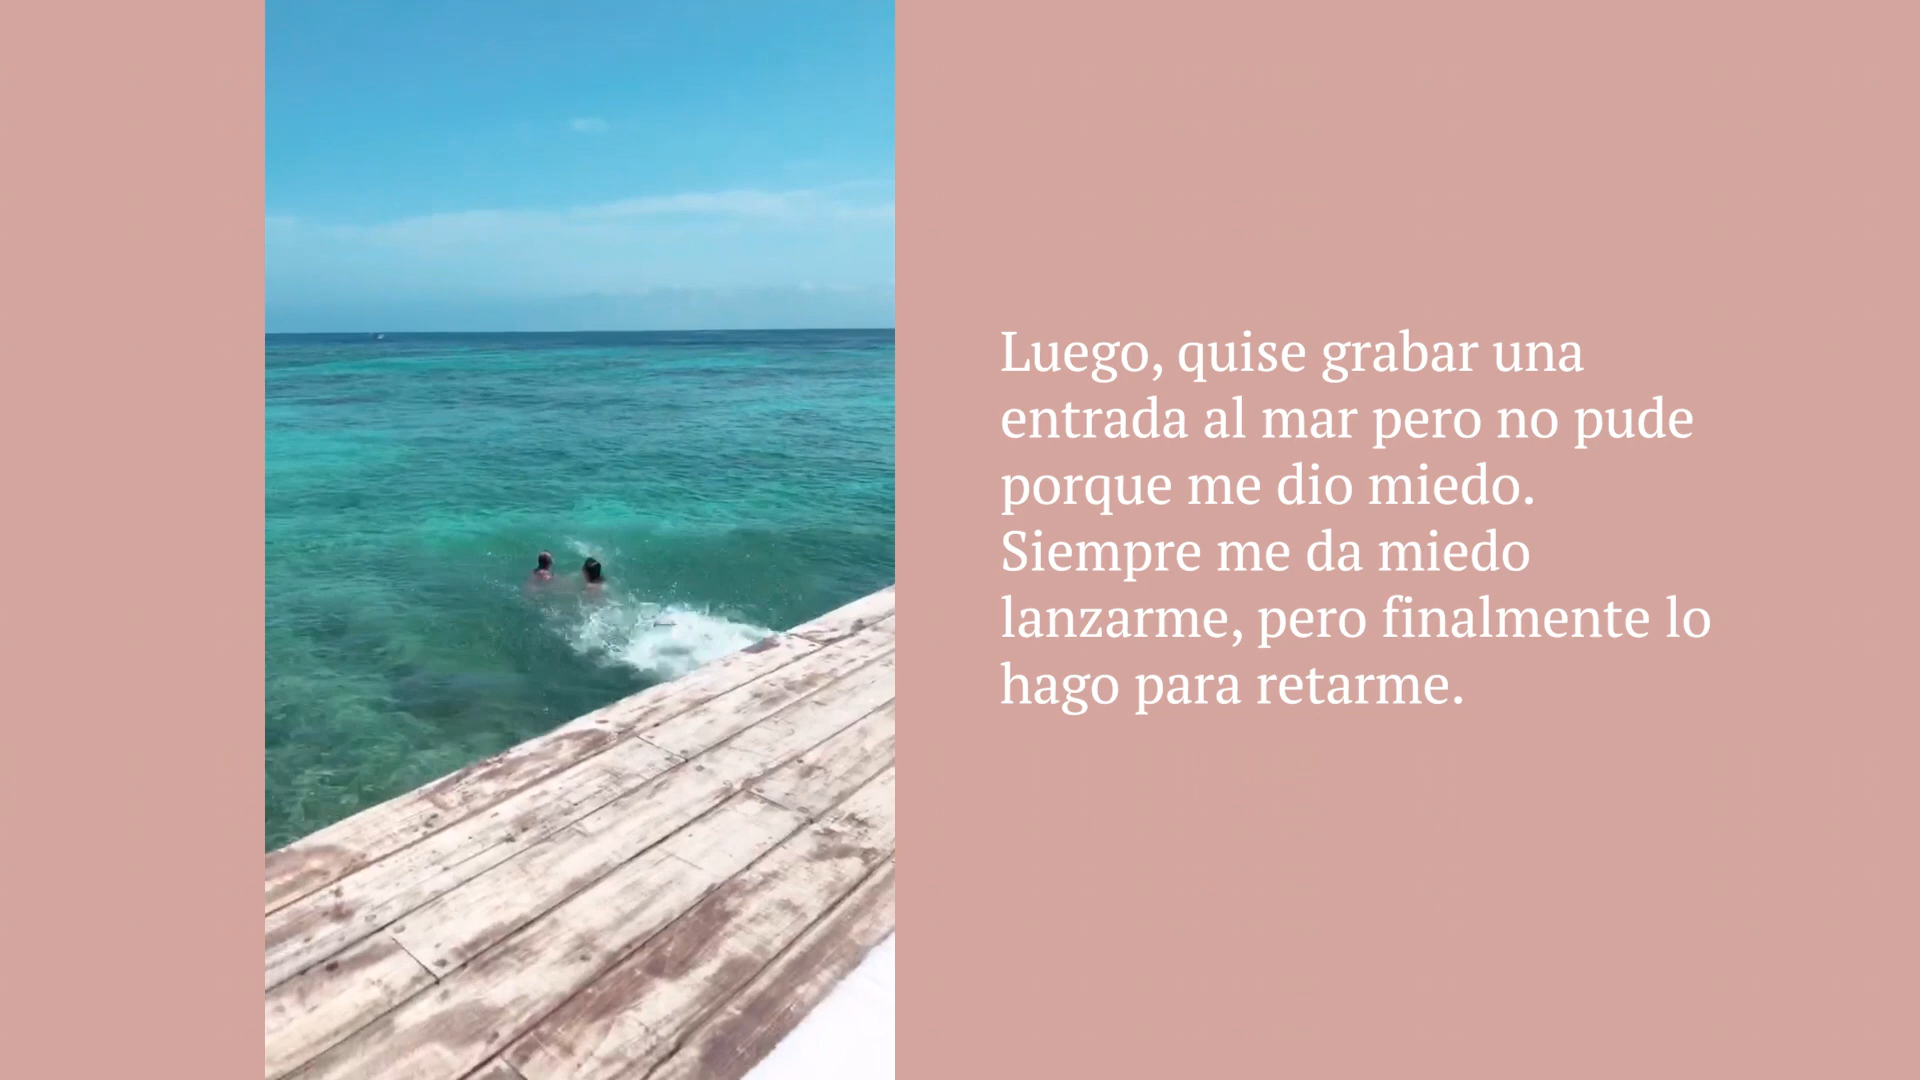 Luego, quise grabar una
entrada al mar pero no pude
porque me dio miedo.
Siempre me da miedo
lanzarme, pero finalmente lo
hago para retarme.